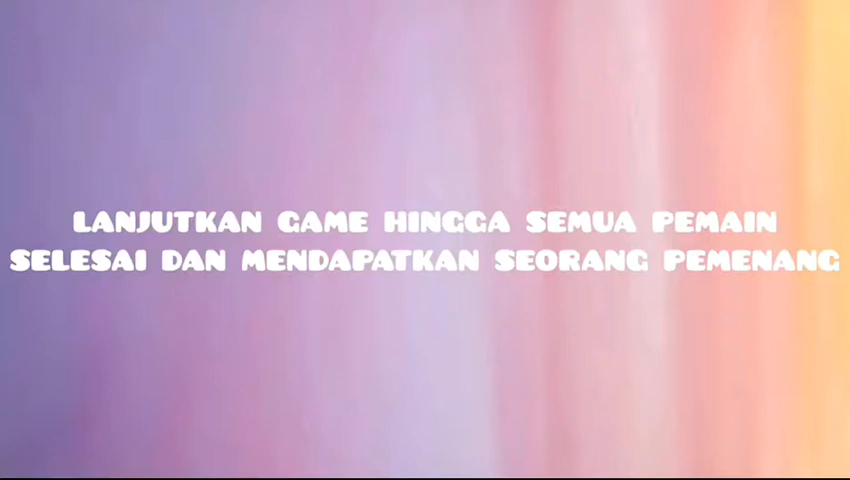 LANJUTKAN GAME HINGGA SEMUA PEMAIN
SELESAI DAN MENDAPATKAN SEORANG PEMENANG